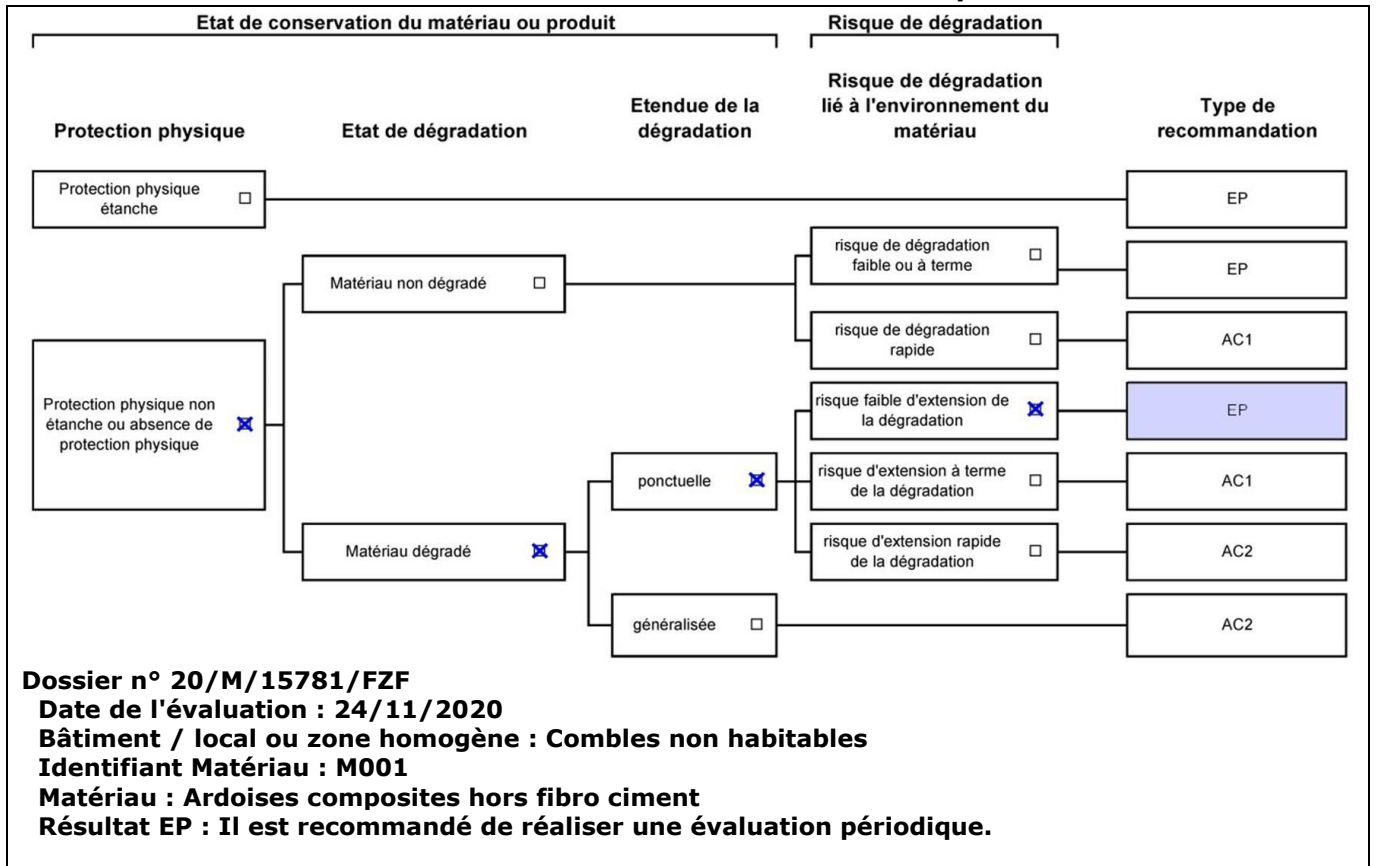 Etat de conservation du matériau ou produit
Risque de dégradation
Protection physique
Etat de dégradation
Etendue de la
dégradation
Risque de dégradation
lié à l'environnement du
matériau
Type de
recommandation
Protection physique
étanche
EP
risque de dégradation
faible ou à terme
EP
Matériau non dégradé
risque de dégradation
rapide
AC1
Protection physique non
étanche ou absence de
protection physique
risque faible d'extension de
la dégradation
EP
ponctuelle
risque d'extension à terme
de la dégradation
AC1
Matériau dégradé
risque d'extension rapide
de la dégradation
AC2
généralisée
AC2
Dossier n° 20/M/15781/FZF
Date de l'évaluation : 24/11/2020
Bâtiment / local ou zone homogène : Combles non habitables
Identifiant Matériau : M001
Matériau : Ardoises composites hors fibro ciment
Résultat EP : Il est recommandé de réaliser une évaluation périodique.